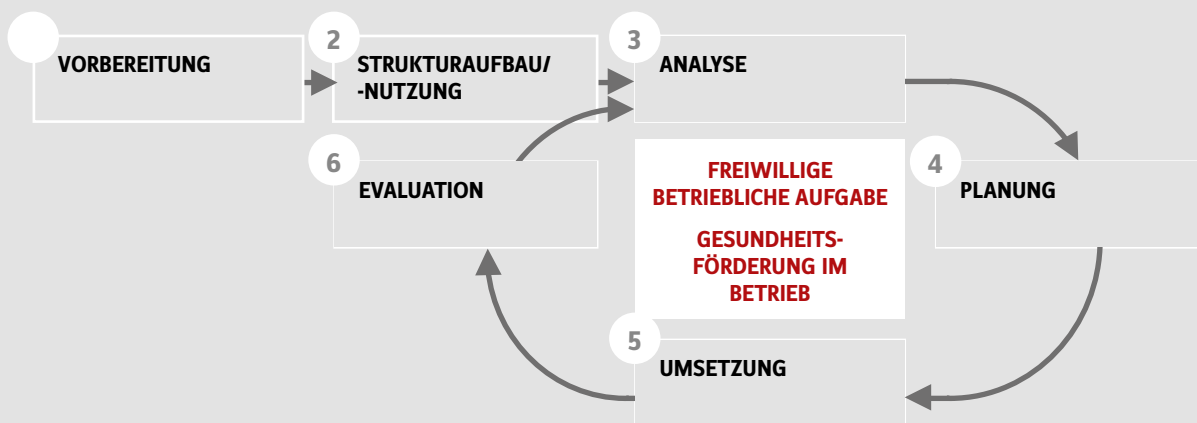 VORBEREITUNG
2
STRUKTURAUFBAU/
-NUTZUNG
3
ANALYSE
6
EVALUATION
FREIWILLIGE
BETRIEBLICHE AUFGABE
GESUNDHEITS-
FÖRDERUNG IM
BETRIEB
4
PLANUNG
5
UMSETZUNG